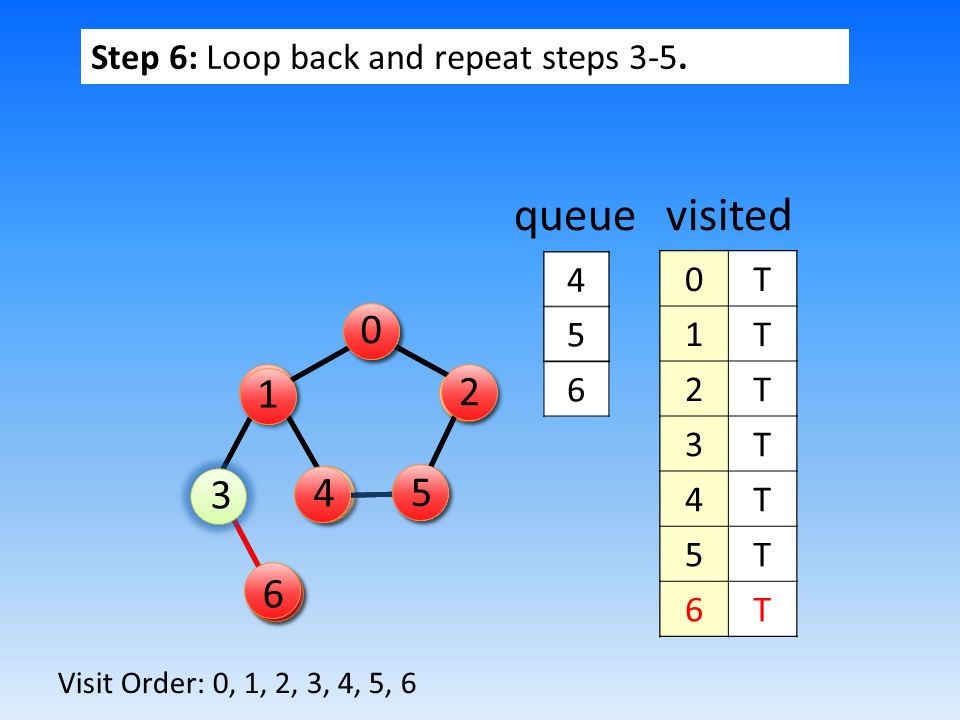 Step 6: Loop back and repeat steps 3-5.
queue visited
4 0 T
5 1 T
6 2 T
3 T
4 T
5 T
6 T
0
1 2
3 4 5
6
Visit Order: 0, 1, 2, 3, 4, 5, 6